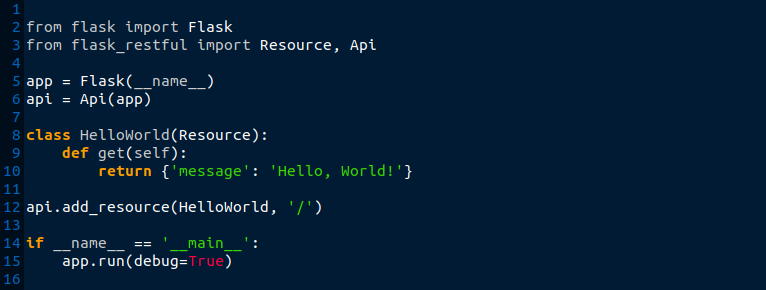 1
2 from flask import Flask
3 from flask_restful import Resource, Api
4
5 app = Flask(__name__)
6 api = Api(app)
7
8 class HelloWorld(Resource):
9     def get(self):
10         return {'message': 'Hello, World!'}
11
12 api.add_resource(HelloWorld, '/')
13
14 if __name__ == '__main__':
15     app.run(debug=True)
16